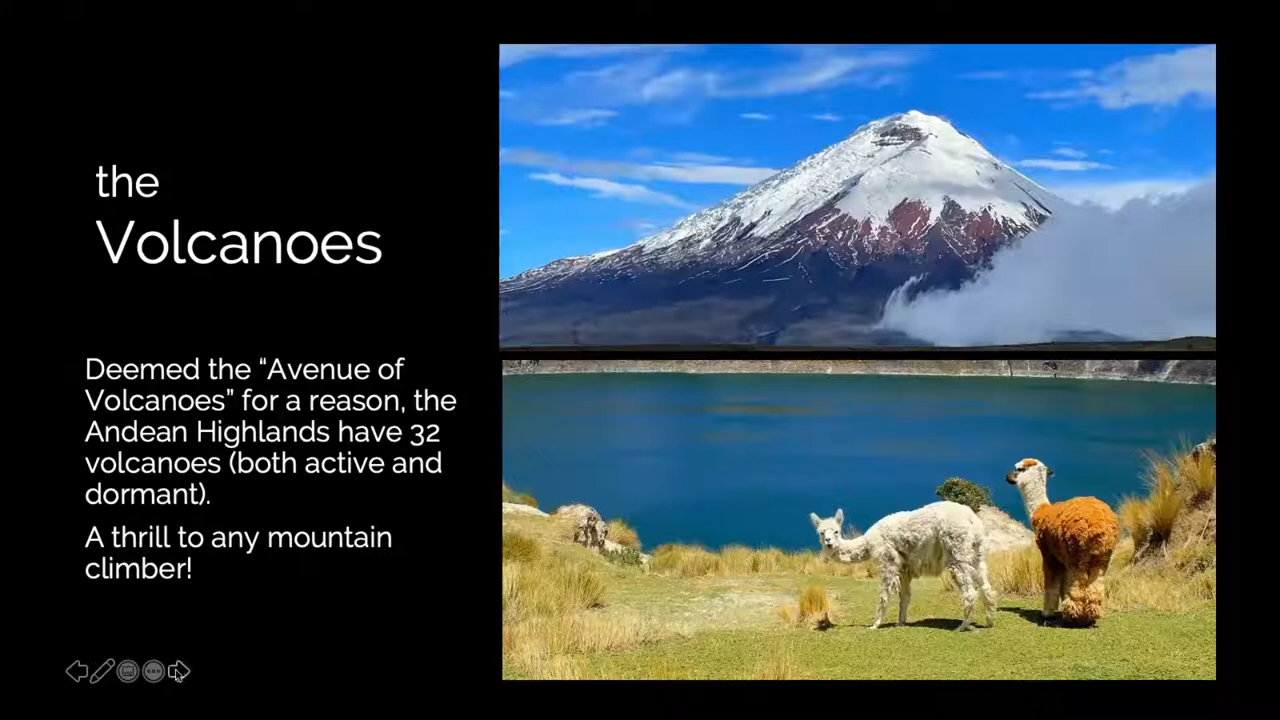 the
Volcanoes
Deemed the “Avenue of
Volcanoes” for a reason, the
Andean Highlands have 32
volcanoes (both active and
dormant).
A thrill to any mountain
climber!